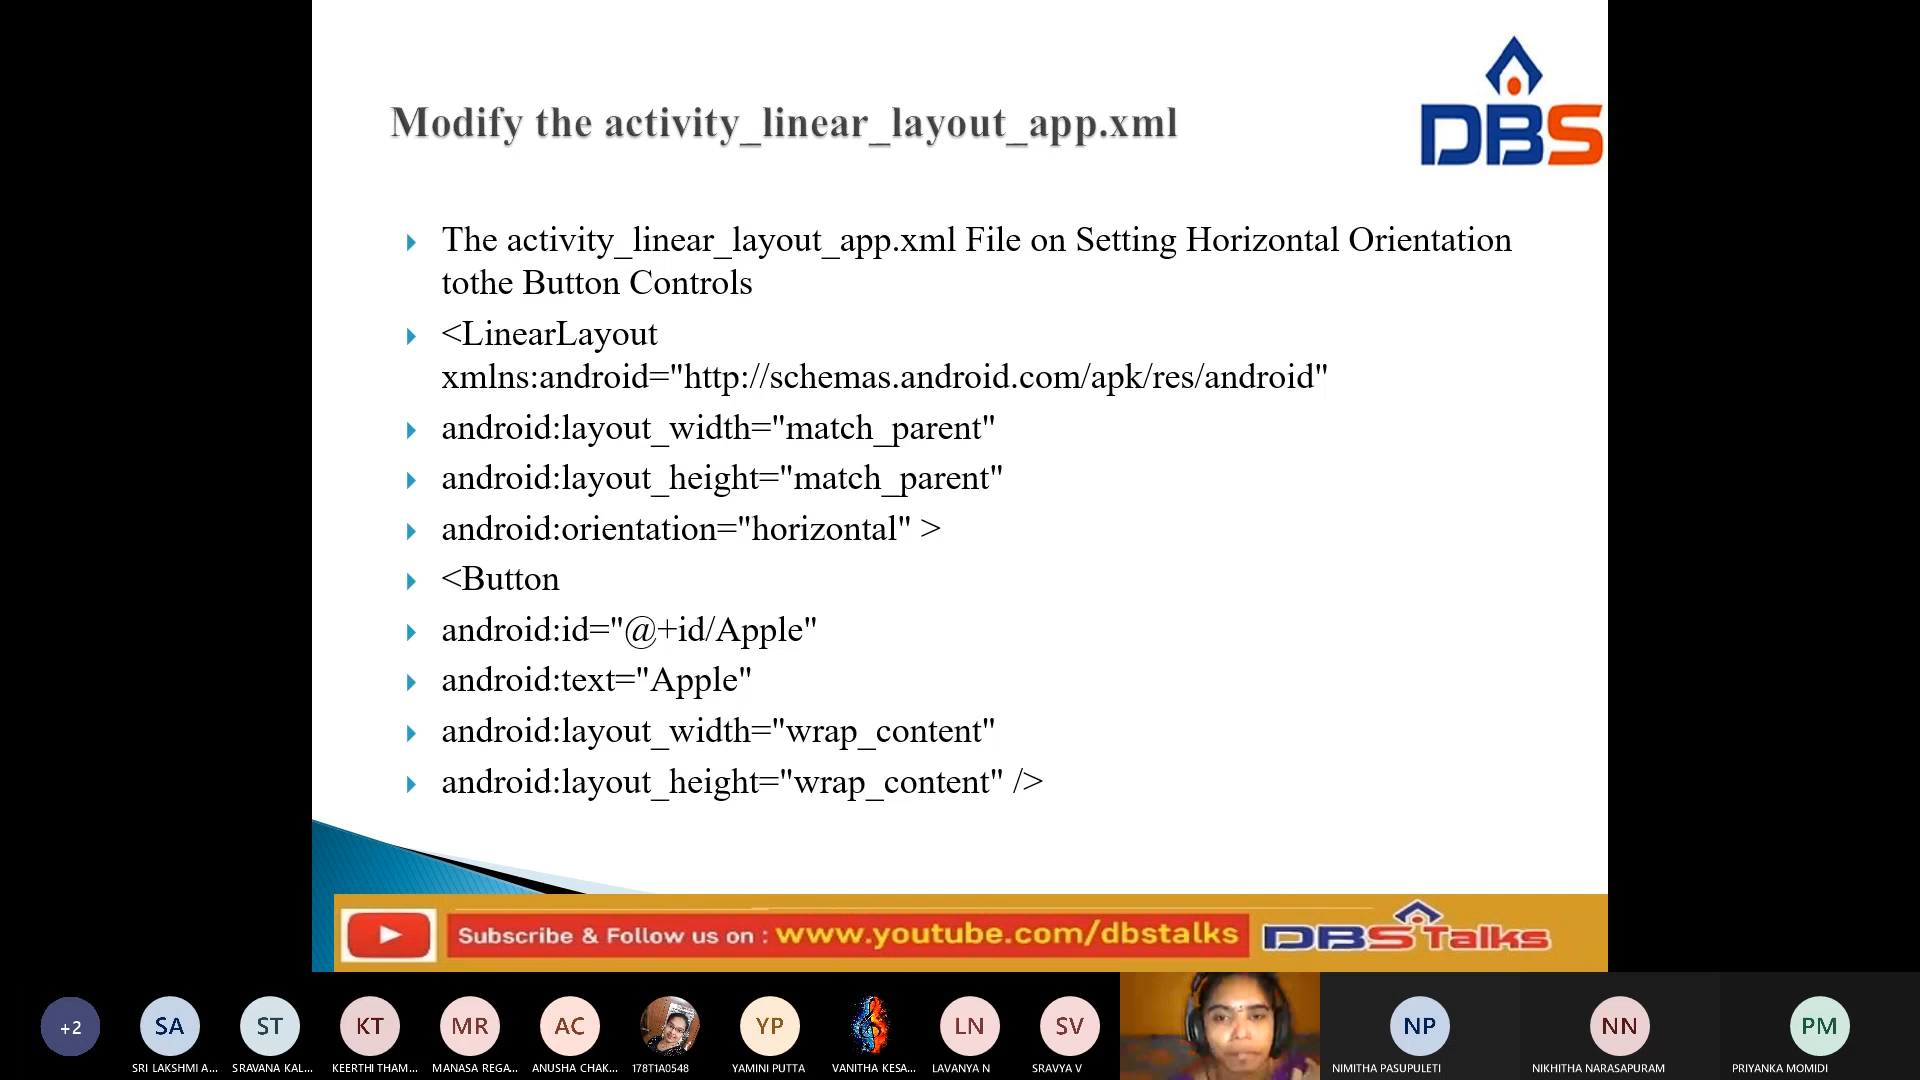 DBS
Modify the activity_linear_layout_app.xml
The activity_linear_layout_app.xml File on Setting Horizontal Orientation
tothe Button Controls
<LinearLayout
xmlns:android="http://schemas.android.com/apk/res/android"
android:layout_width="match_parent"
android:layout_height="match_parent"
android:orientation="horizontal" >
<Button
android:id="@+id/Apple"
android:text="Apple"
android:layout_width="wrap_content"
android:layout_height="wrap_content" />
Subscribe & Follow us on : www.youtube.com/dbstalks DBS Talks
+2 SA ST KT MR AC YP LN SV NP NN PM
SRI LAKSHMI A... SRAVANA KAL... KEERTHI THAM... MANASA REGA... ANUSHA CHAK... 178T1A0548 YAMINI PUTTA VANITHA KESA... LAVANYA N SRAVYA V NIMITHA PASUPULETI NIKHITHA NARASAPURAM PRIYANKA MOMIDI